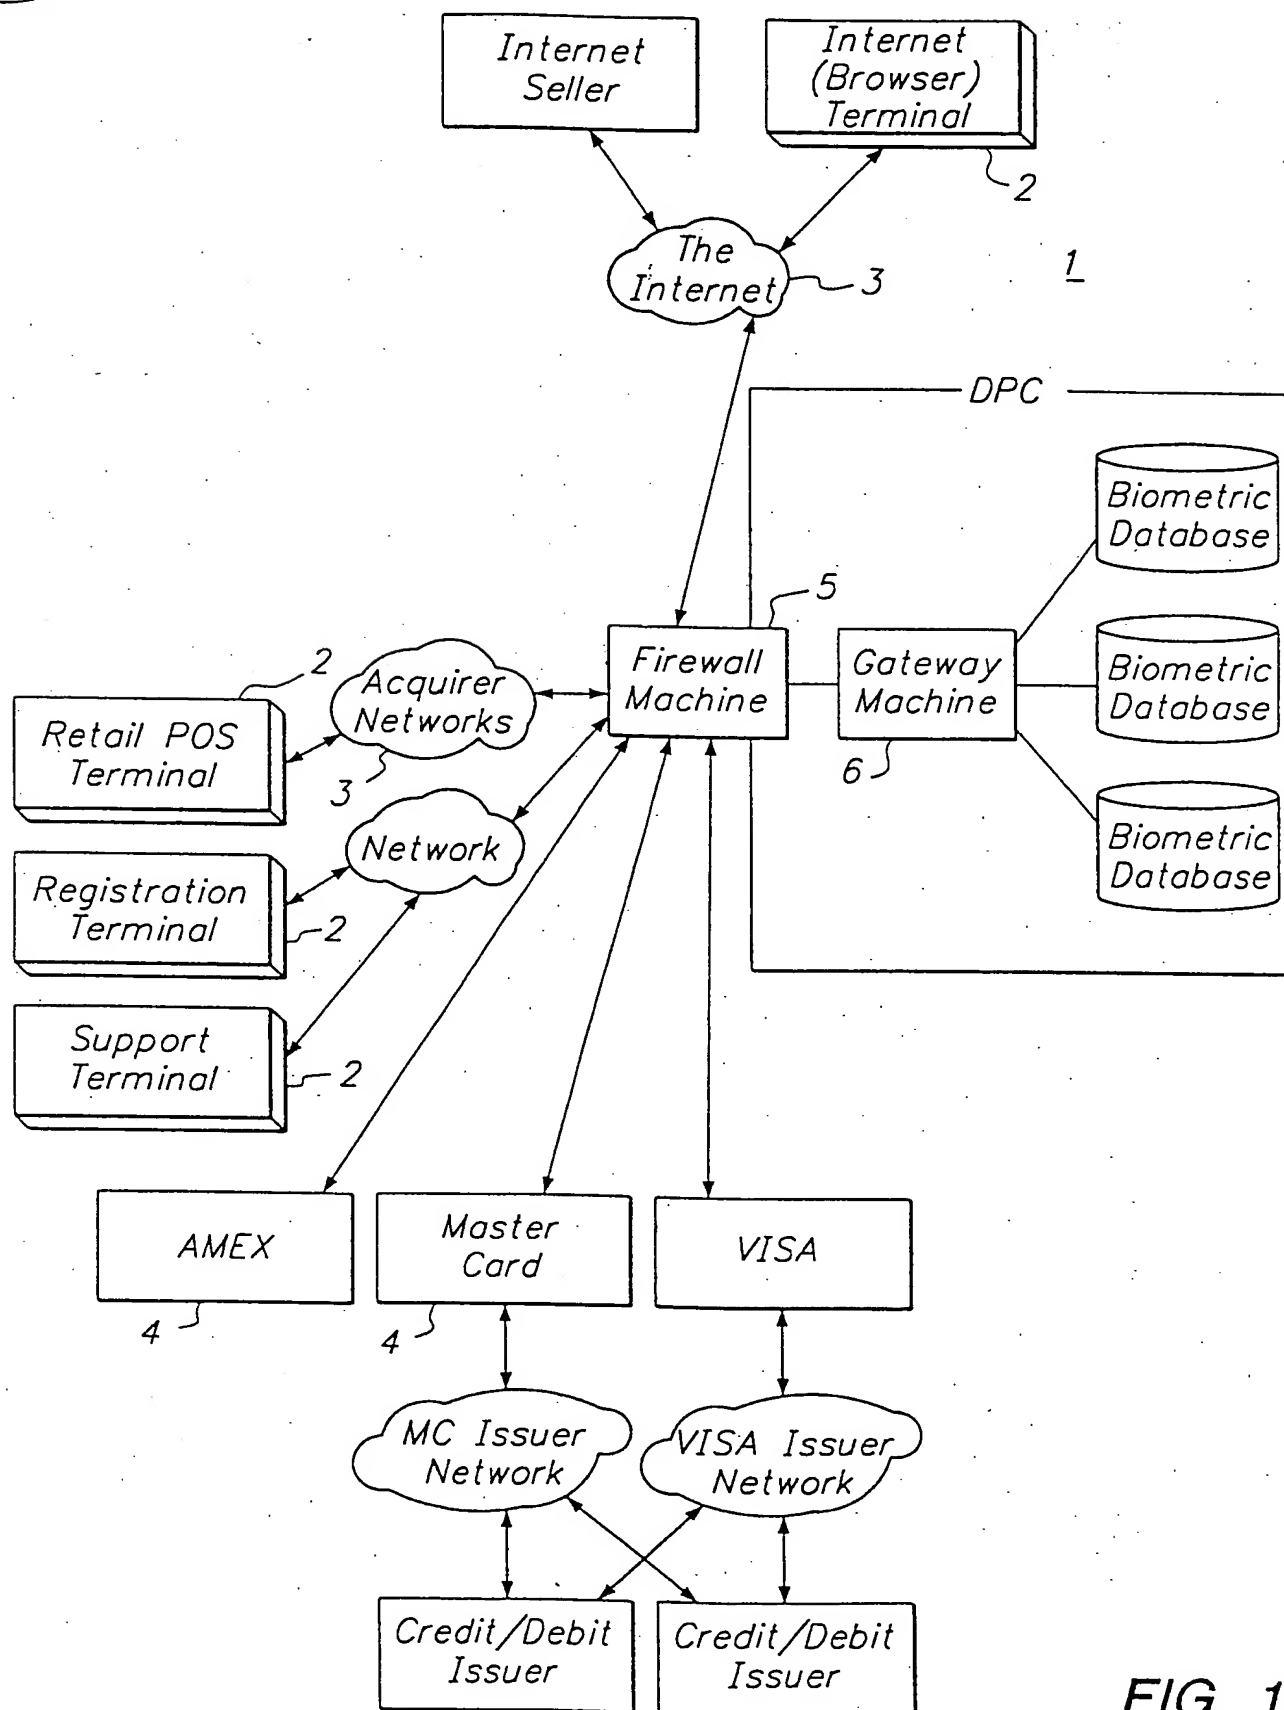 Internet
Seller
Internet
(Browser)
Terminal
2
The
Internet
3
1
DPC
Biometric
Database
5
Firewall
Machine
Gateway
Machine
6
Biometric
Database
Biometric
Database
2
Acquirer
Networks
3
Retail POS
Terminal
Network
Registration
Terminal
2
Support
Terminal
2
AMEX
4
Master
Card
4
VISA
MC Issuer
Network
VISA Issuer
Network
Credit/Debit
Issuer
Credit/Debit
Issuer
FIG. 1